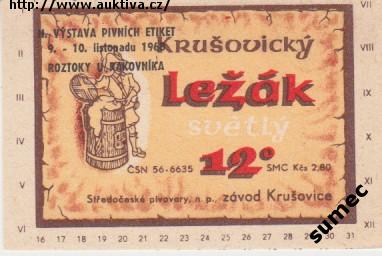 http://www.auktiva.cz/
II. VÝSTAVA PIVNÍCH ETIKET
9. - 10. listopadu 1968
ROZTOKY U RAKOVNÍKA
Krušovický
Ležák
světlý
12°
ČSN 56-6635
SMC Kčs 2,80
Středočeské pivovary, n. p., závod Krušovice
II
III
IV
V
VI
VII
VIII
IX
X
XI
XII
16 17 18 19 20 21 22 23 24 25 26 27 28 29 30 31
sumec